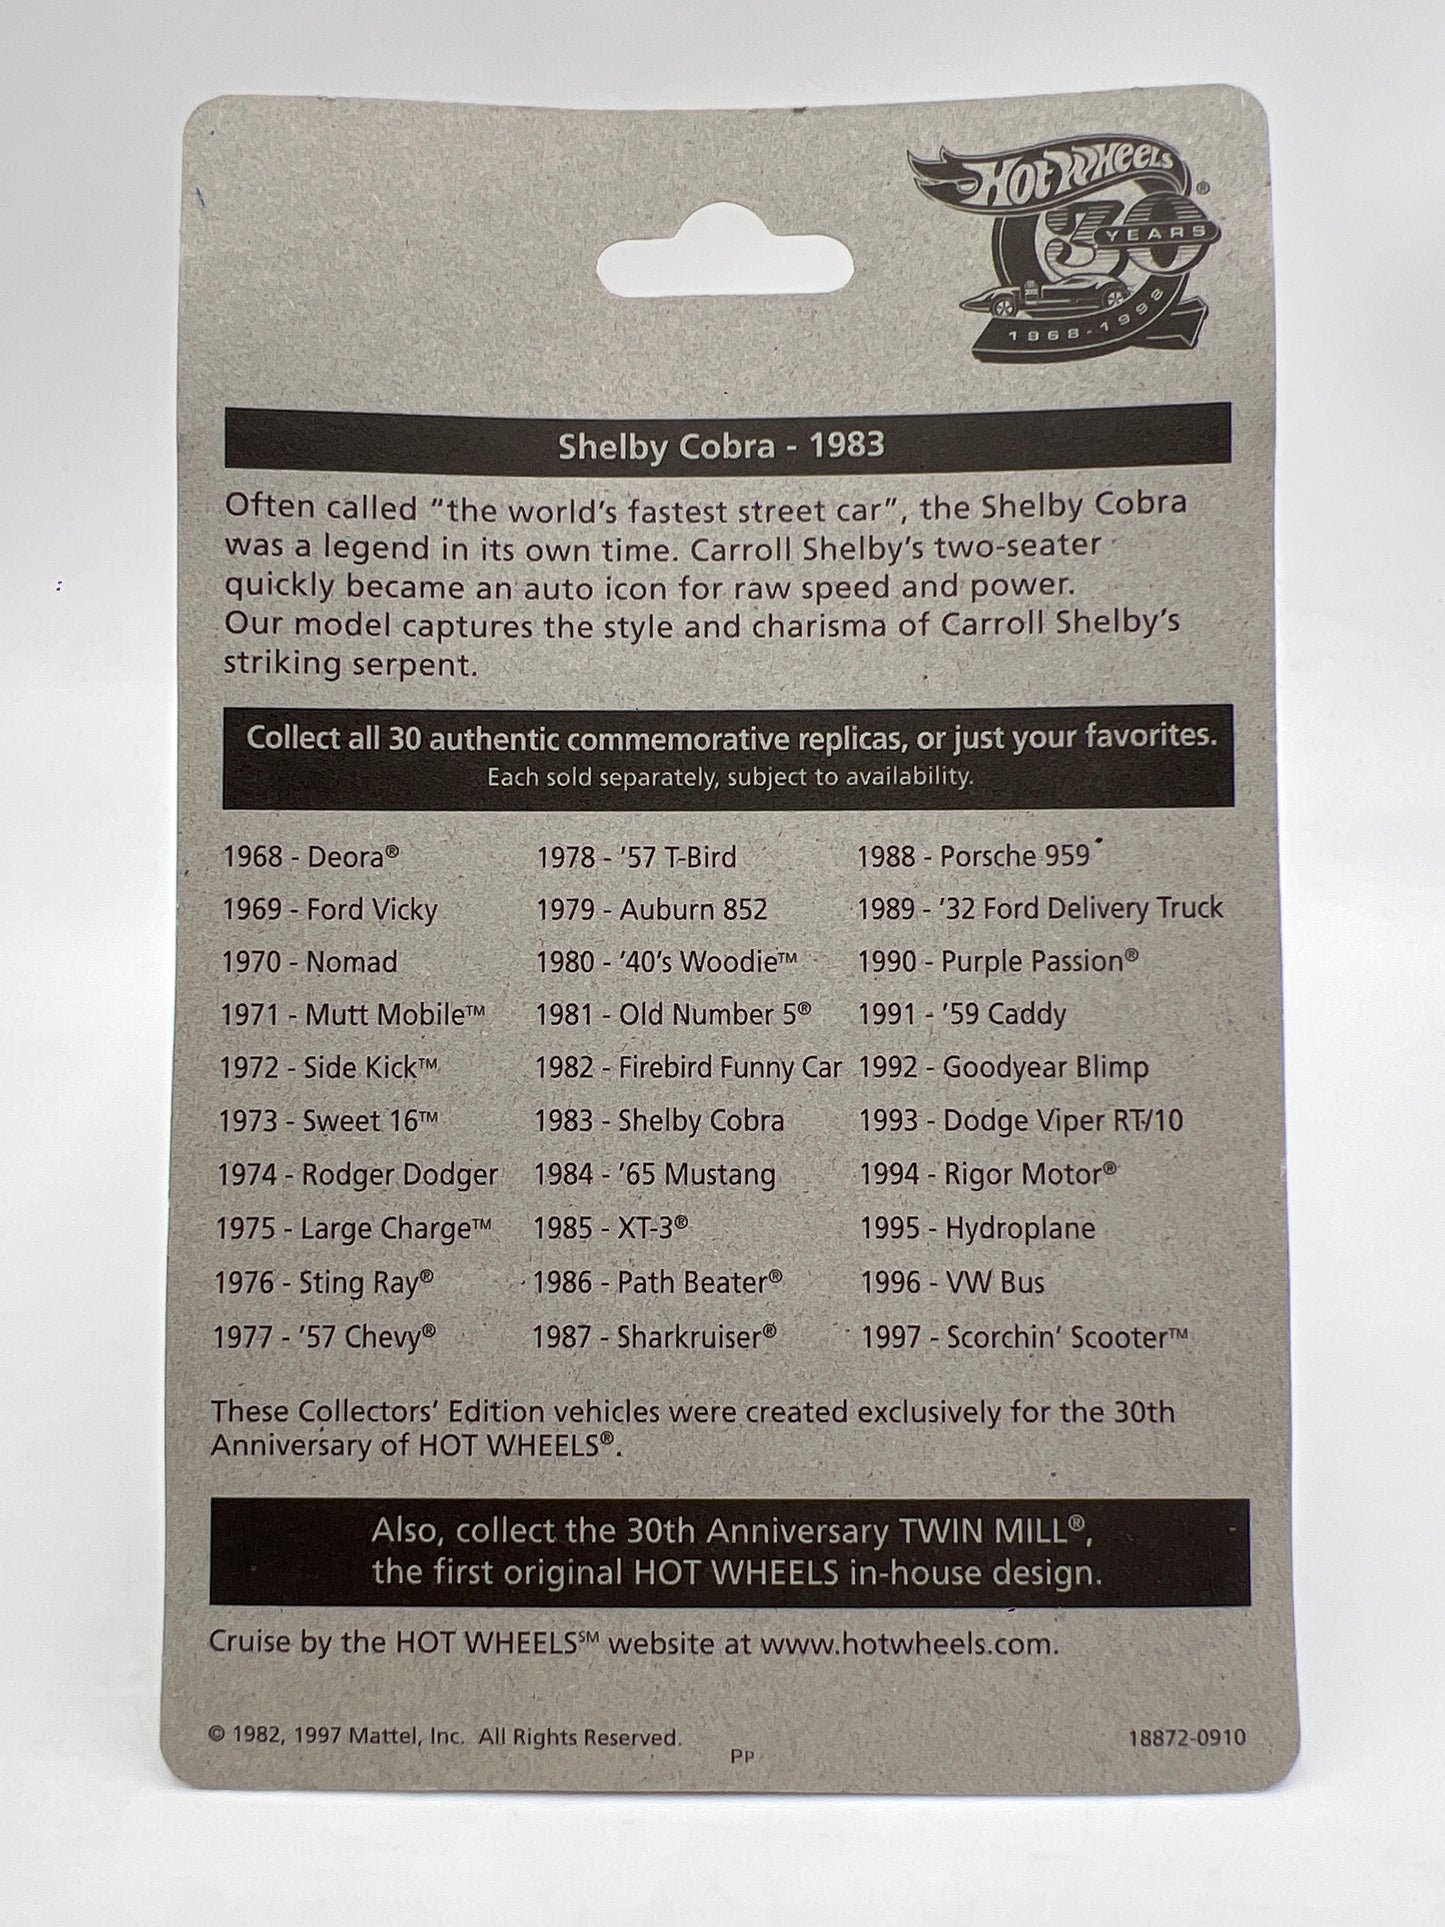 HOT WHEELS®
30 YEARS
1968-1998
Shelby Cobra - 1983
Often called "the world's fastest street car", the Shelby Cobra
was a legend in its own time. Carroll Shelby's two-seater
quickly became an auto icon for raw speed and power.
Our model captures the style and charisma of Carroll Shelby's
striking serpent.
Collect all 30 authentic commemorative replicas, or just your favorites.
Each sold separately, subject to availability.
1968 - Deora®
1969 - Ford Vicky
1970 - Nomad
1971 - Mutt Mobile™
1972 - Side Kick™
1973 - Sweet 16™
1974 - Rodger Dodger
1975 - Large Charge™
1976 - Sting Ray®
1977 - '57 Chevy®
1978 - '57 T-Bird
1979 - Auburn 852
1980 - '40's Woodie™
1981 - Old Number 5®
1982 - Firebird Funny Car
1983 - Shelby Cobra
1984 - '65 Mustang
1985 - XT-3®
1986 - Path Beater®
1987 - Sharkruiser®
1988 - Porsche 959
1989 - '32 Ford Delivery Truck
1990 - Purple Passion®
1991 - '59 Caddy
1992 - Goodyear Blimp
1993 - Dodge Viper RT/10
1994 - Rigor Motor®
1995 - Hydroplane
1996 - VW Bus
1997 - Scorchin' Scooter™
These Collectors' Edition vehicles were created exclusively for the 30th
Anniversary of HOT WHEELS®.
Also, collect the 30th Anniversary TWIN MILL®,
the first original HOT WHEELS in-house design.
Cruise by the HOT WHEELS℠ website at www.hotwheels.com.
© 1982, 1997 Mattel, Inc. All Rights Reserved.
PP
18872-0910